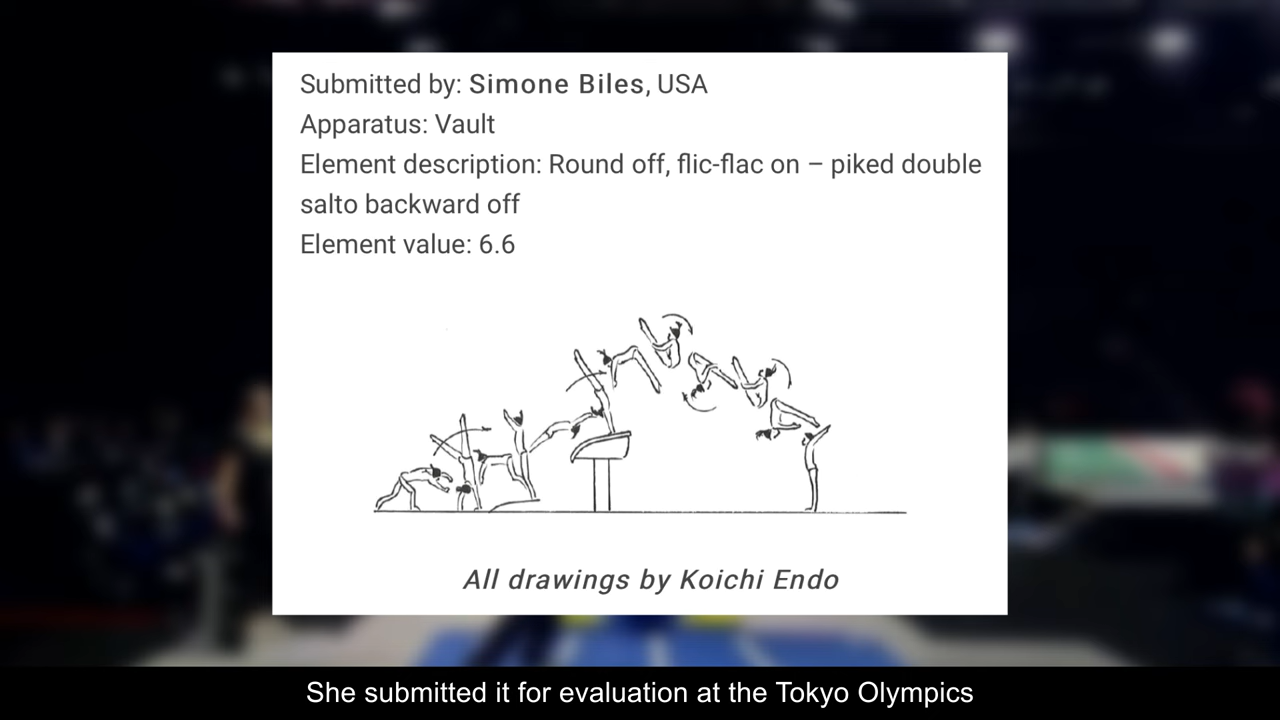 Submitted by: Simone Biles, USA
Apparatus: Vault
Element description: Round off, flic-flac on – piked double
salto backward off
Element value: 6.6
All drawings by Koichi Endo
She submitted it for evaluation at the Tokyo Olympics